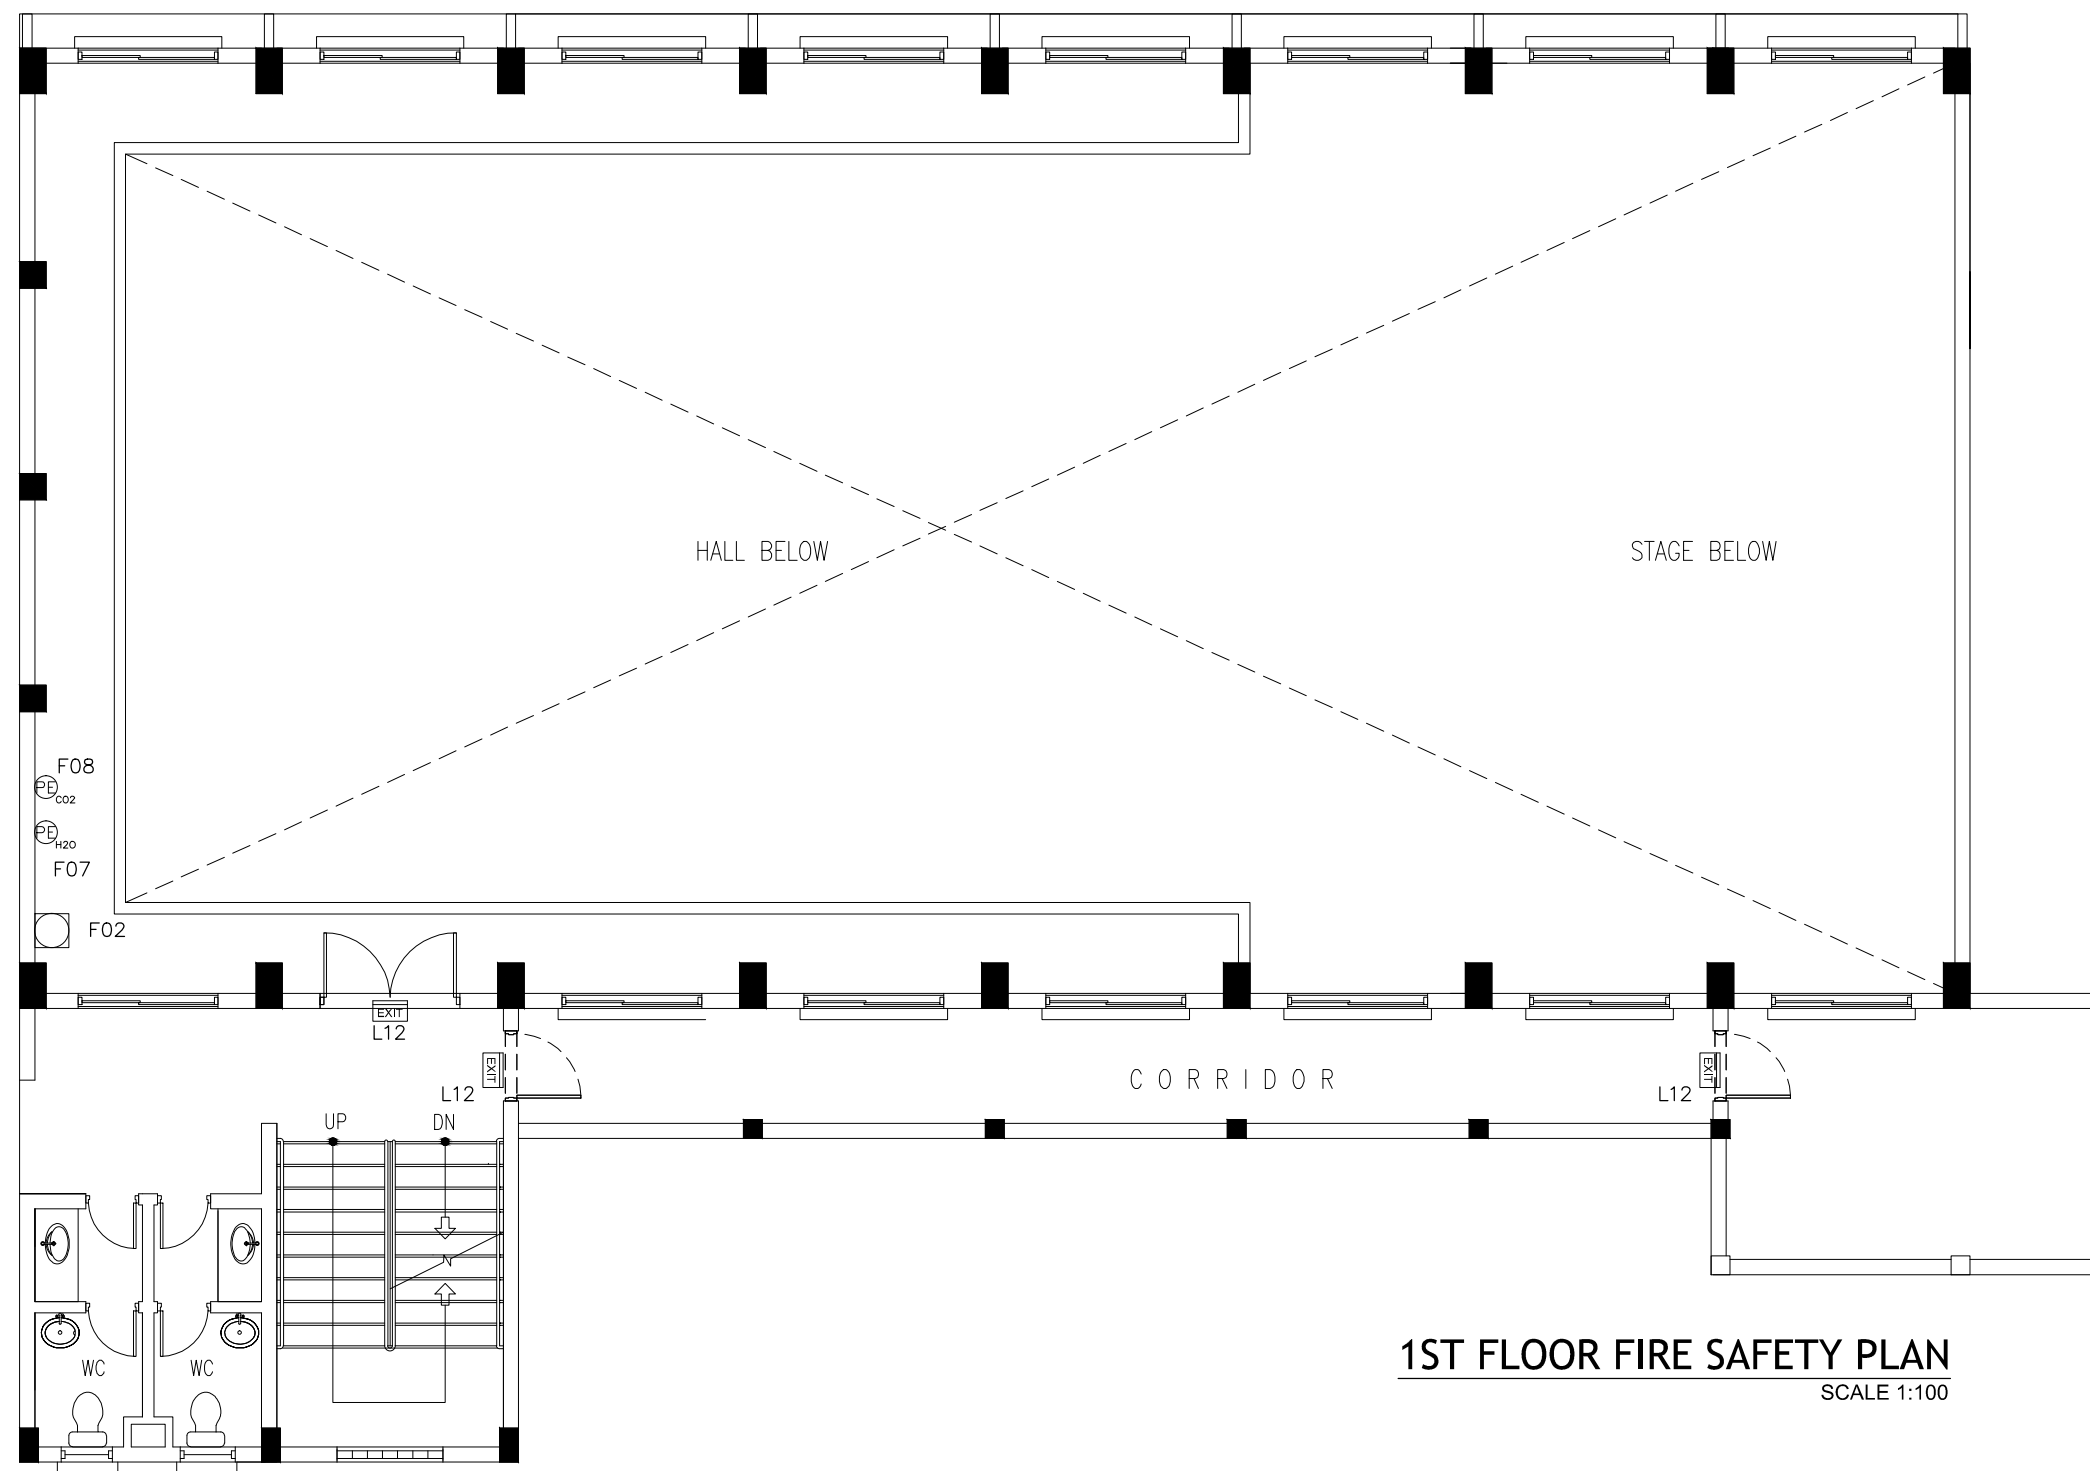 HALL BELOW
STAGE BELOW
F08
PE
CO2
PE
H2O
F07
F02
EXIT
L12
EXIT
L12
CORRIDOR
EXIT
L12
UP
DN
WC
WC
1ST FLOOR FIRE SAFETY PLAN
SCALE 1:100